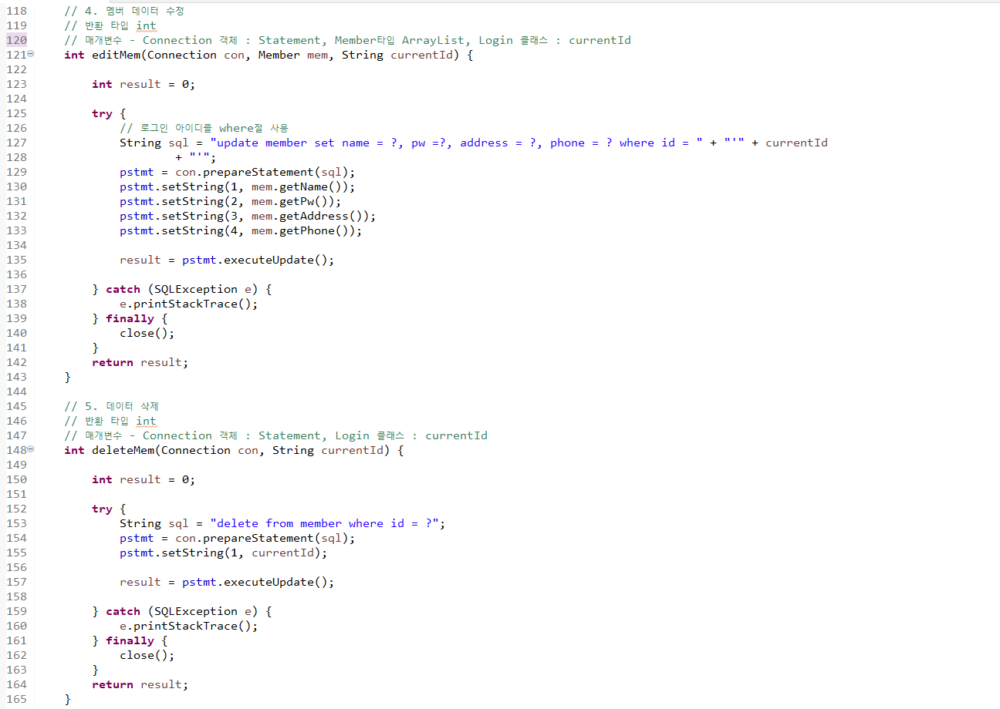 118 // 4. 멤버 데이터 수정
119 // 반환 타입 int
120 // 매개변수 - Connection 객체 : Statement, Member타입 ArrayList, Login 클래스 : currentId
121 int editMem(Connection con, Member mem, String currentId) {
122
123 int result = 0;
124
125 try {
126 // 로그인 아이디를 where절 사용
127 String sql = "update member set name = ?, pw =?, address = ?, phone = ? where id = " + "'" + currentId
128 + "'";
129 pstmt = con.prepareStatement(sql);
130 pstmt.setString(1, mem.getName());
131 pstmt.setString(2, mem.getPw());
132 pstmt.setString(3, mem.getAddress());
133 pstmt.setString(4, mem.getPhone());
134
135 result = pstmt.executeUpdate();
136
137 } catch (SQLException e) {
138 e.printStackTrace();
139 } finally {
140 close();
141 }
142 return result;
143 }
144
145 // 5. 데이터 삭제
146 // 반환 타입 int
147 // 매개변수 - Connection 객체 : Statement, Login 클래스 : currentId
148 int deleteMem(Connection con, String currentId) {
149
150 int result = 0;
151
152 try {
153 String sql = "delete from member where id = ?";
154 pstmt = con.prepareStatement(sql);
155 pstmt.setString(1, currentId);
156
157 result = pstmt.executeUpdate();
158
159 } catch (SQLException e) {
160 e.printStackTrace();
161 } finally {
162 close();
163 }
164 return result;
165 }